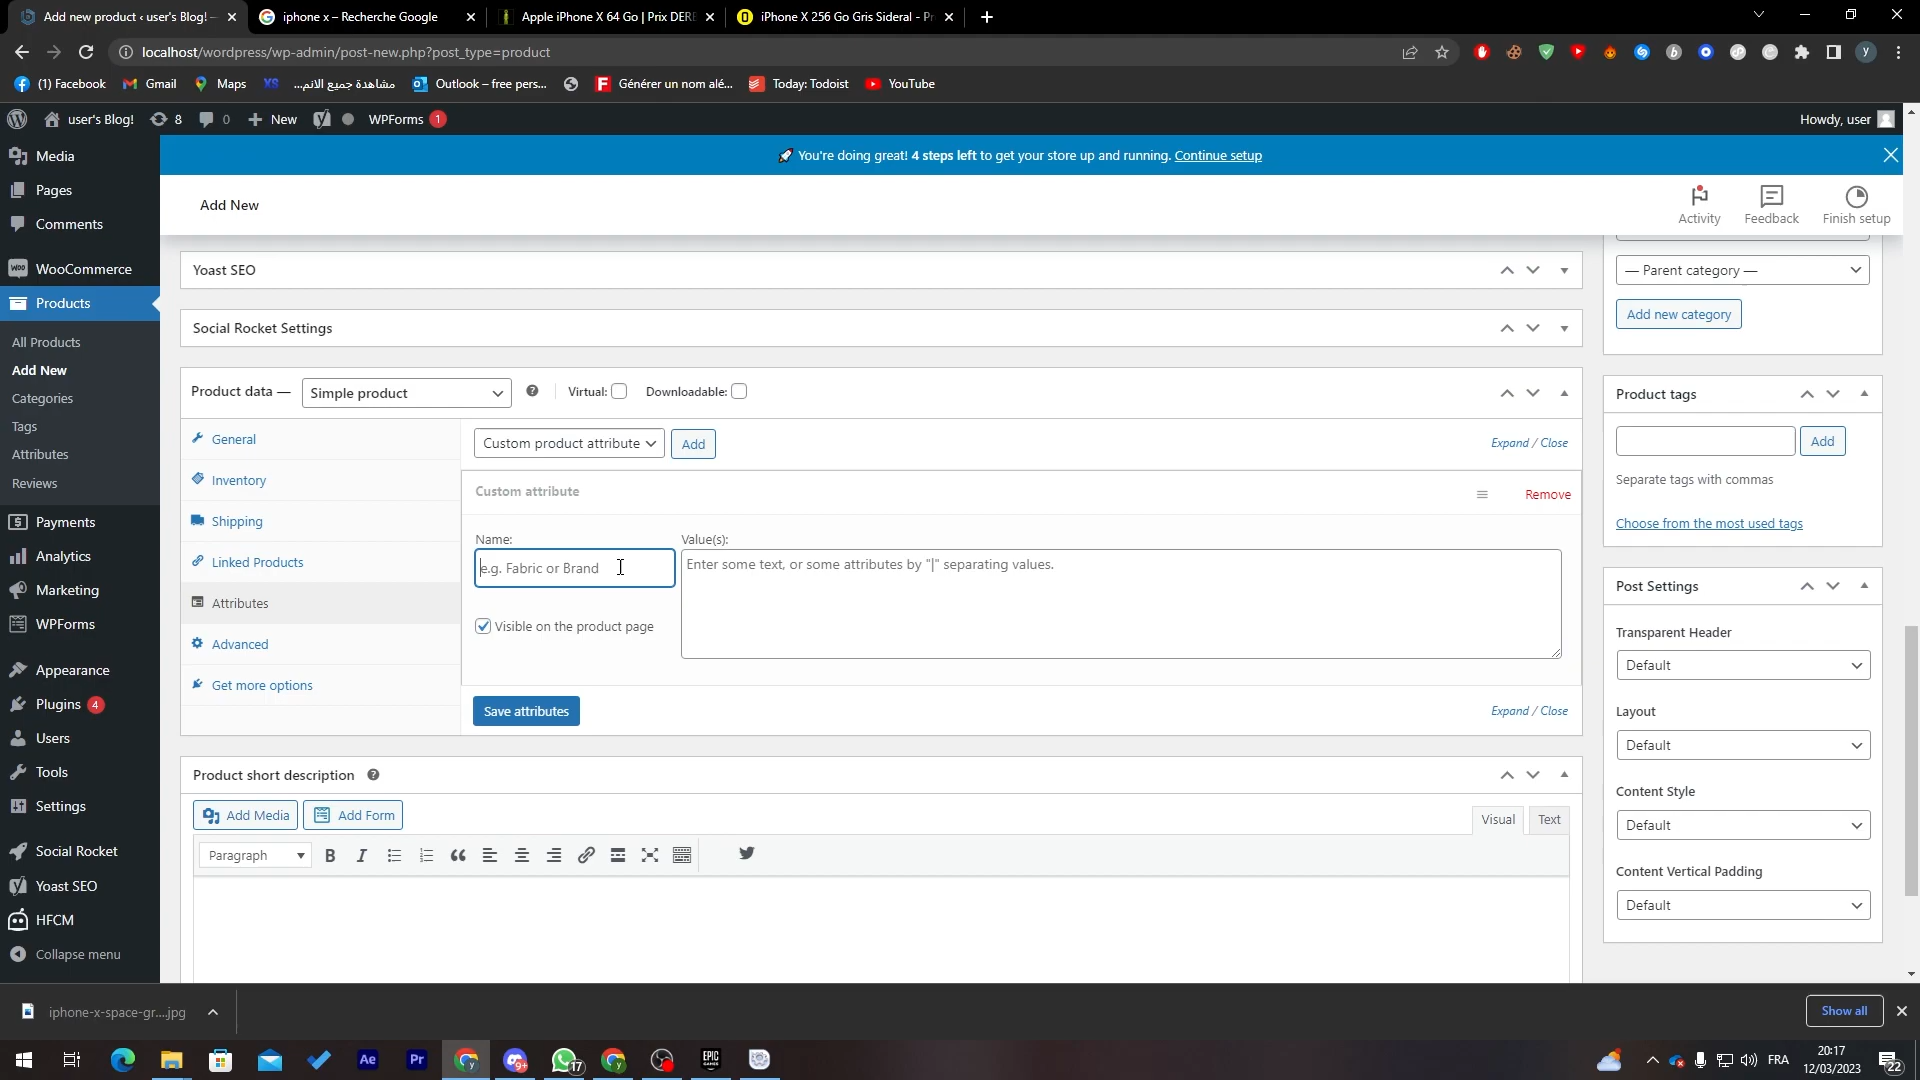 Add new product ‹ user's Blog! –
iphone x – Recherche Google
Apple iPhone X 64 Go | Prix DERE
iPhone X 256 Go Gris Sideral - Pr
localhost/wordpress/wp-admin/post-new.php?post_type=product
(1) Facebook
Gmail
Maps
مشاهدة جميع الانم...
Outlook – free pers...
Générer un nom alé...
Today: Todoist
YouTube
user's Blog!
8
0
New
WPForms 1
Howdy, user
Media
Pages
Comments
WooCommerce
Products
All Products
Add New
Categories
Tags
Attributes
Reviews
Payments
Analytics
Marketing
WPForms
Appearance
Plugins 4
Users
Tools
Settings
Social Rocket
Yoast SEO
HFCM
Collapse menu
You're doing great! 4 steps left to get your store up and running. Continue setup
Add New
Activity
Feedback
Finish setup
Yoast SEO
Social Rocket Settings
Product data —
Simple product
Virtual:
Downloadable:
General
Inventory
Shipping
Linked Products
Attributes
Advanced
Get more options
Custom product attribute
Add
Expand / Close
Custom attribute
Remove
Name:
Value(s):
e.g. Fabric or Brand
Enter some text, or some attributes by "|" separating values.
Visible on the product page
Save attributes
Expand / Close
Product short description
Add Media
Add Form
Visual
Text
Paragraph
— Parent category —
Add new category
Product tags
Add
Separate tags with commas
Choose from the most used tags
Post Settings
Transparent Header
Default
Layout
Default
Content Style
Default
Content Vertical Padding
Default
iphone-x-space-gr....jpg
Show all
Ae
Pr
9+
17
EPIC
GAMES
FRA
20:17
12/03/2023
22